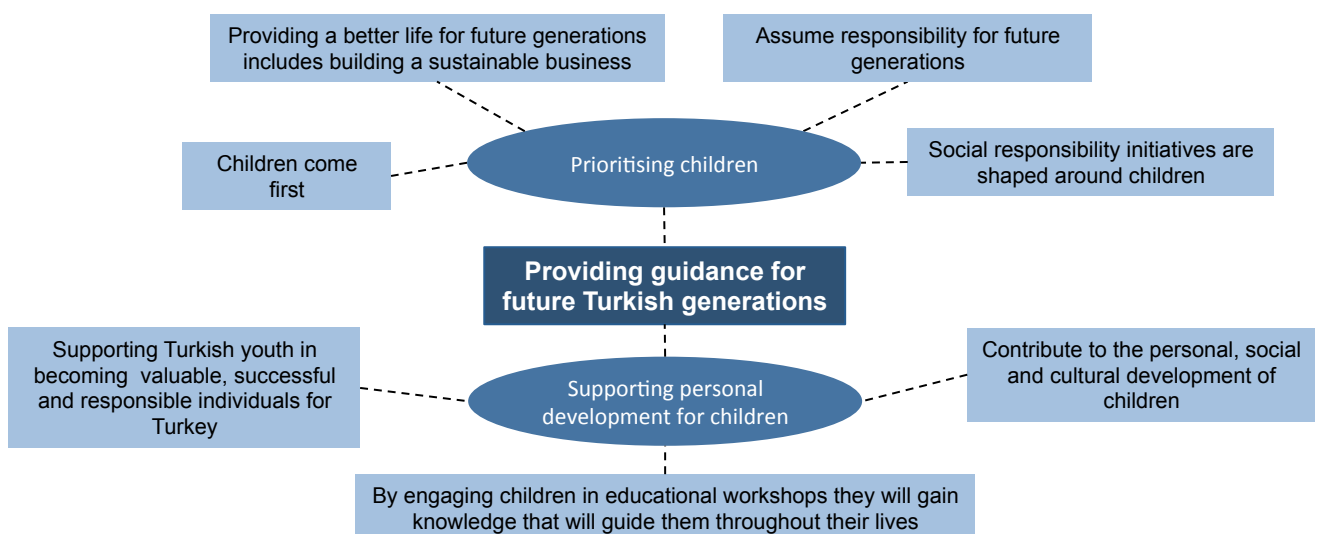 Providing a better life for future generations
includes building a sustainable business
Assume responsibility for future
generations
Children come
first
Prioritising children
Social responsibility initiatives are
shaped around children
Providing guidance for
future Turkish generations
Supporting Turkish youth in
becoming  valuable, successful
and responsible individuals for
Turkey
Supporting personal
development for children
Contribute to the personal, social
and cultural development of
children
By engaging children in educational workshops they will gain
knowledge that will guide them throughout their lives